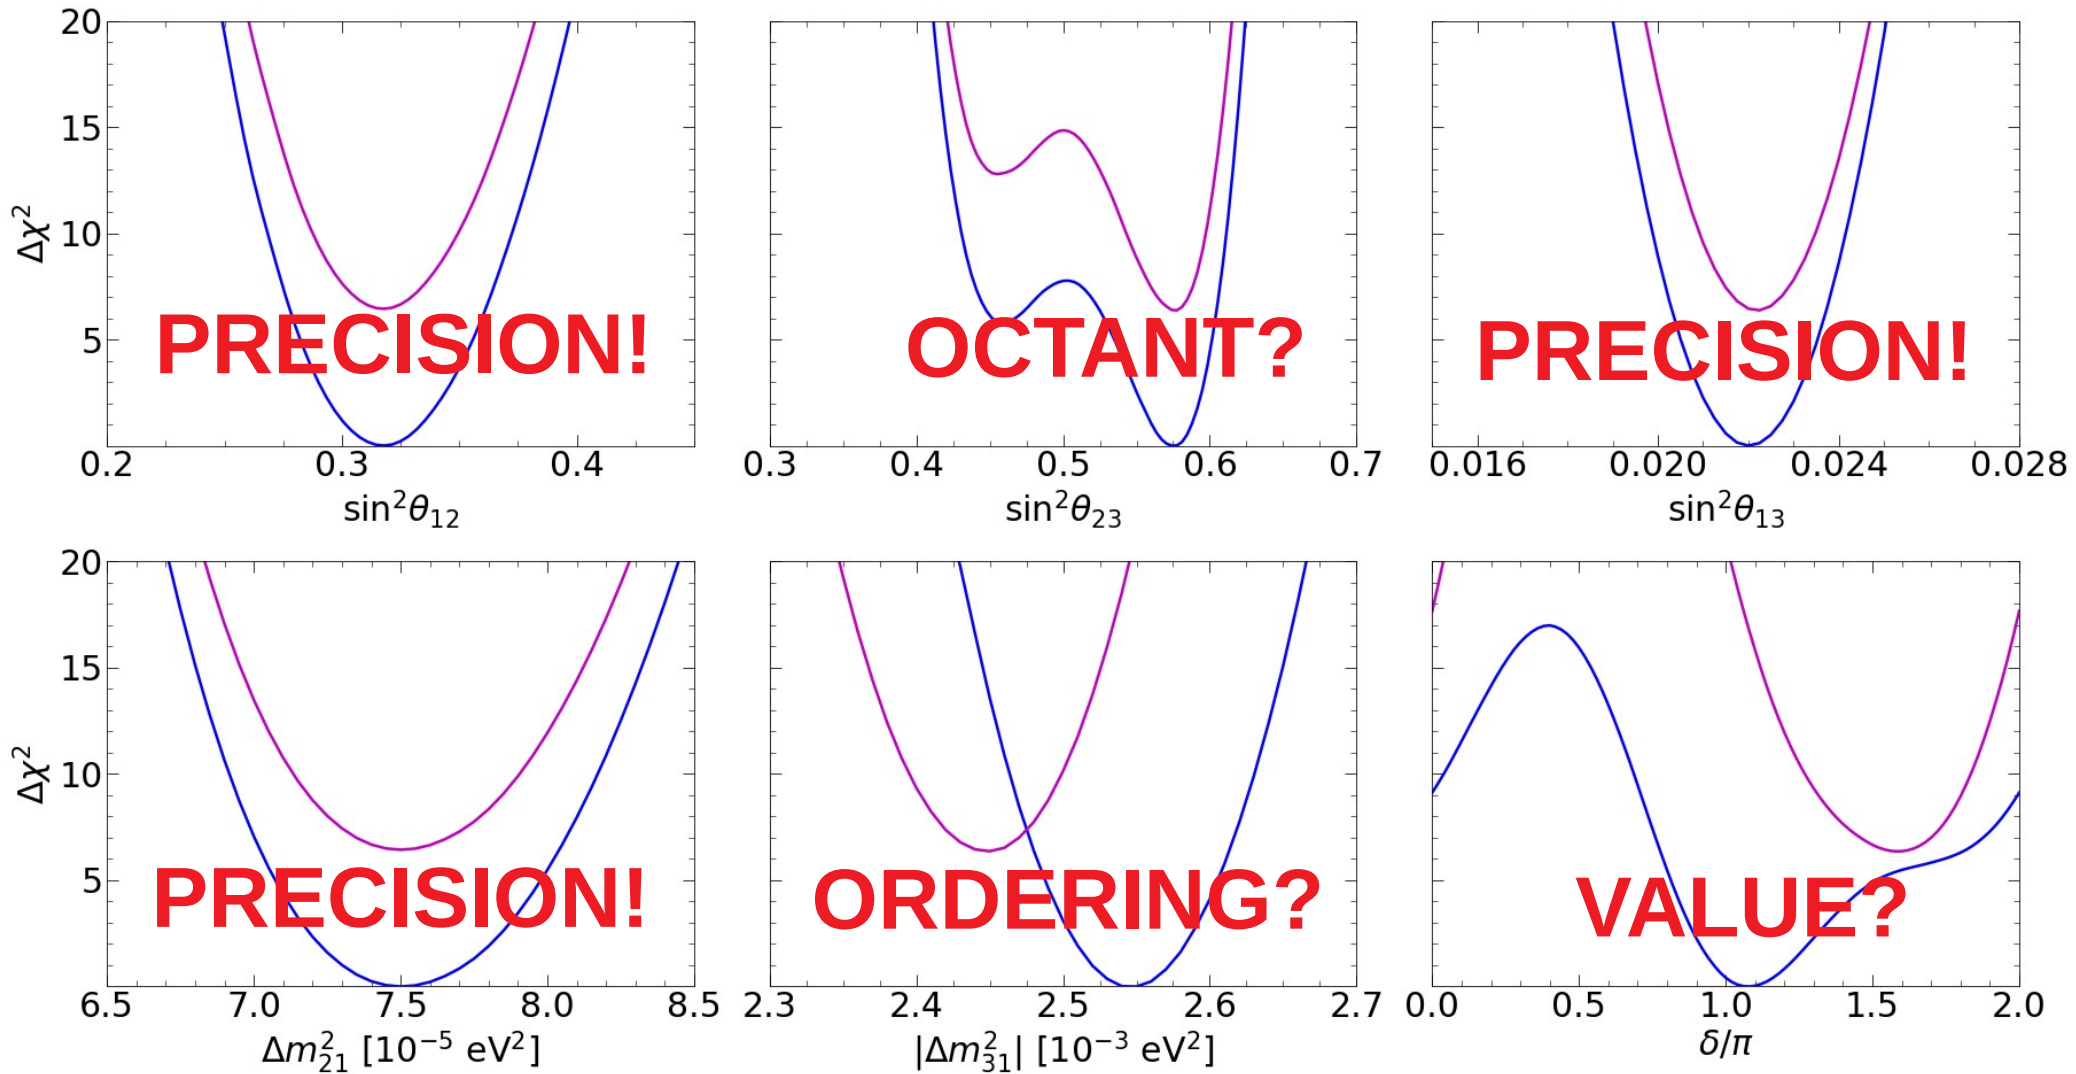 20
15
10
5
Δχ²
PRECISION!
0.2 0.3 0.4
sin²θ₁₂
OCTANT?
0.3 0.4 0.5 0.6 0.7
sin²θ₂₃
PRECISION!
0.016 0.020 0.024 0.028
sin²θ₁₃
20
15
10
5
Δχ²
PRECISION!
6.5 7.0 7.5 8.0 8.5
Δm²₂₁ [10⁻⁵ eV²]
ORDERING?
2.3 2.4 2.5 2.6 2.7
|Δm²₃₁| [10⁻³ eV²]
VALUE?
0.0 0.5 1.0 1.5 2.0
δ/π